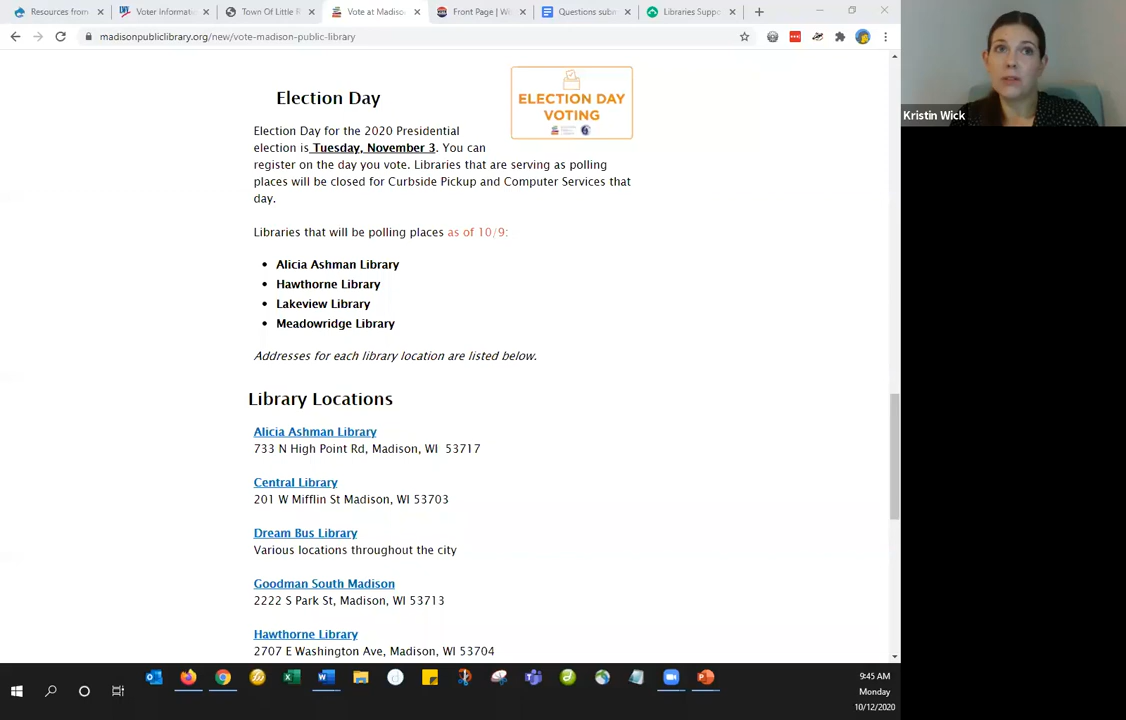 Resources from
Voter Informati
Town Of Little R
Vote at Madiso
Front Page | Wi
Questions subm
Libraries Suppo
madisonpubliclibrary.org/new/vote-madison-public-library
Kristin Wick
Election Day
ELECTION DAY
VOTING
Election Day for the 2020 Presidential
election is Tuesday, November 3. You can
register on the day you vote. Libraries that are serving as polling
places will be closed for Curbside Pickup and Computer Services that
day.
Libraries that will be polling places as of 10/9:
• Alicia Ashman Library
• Hawthorne Library
• Lakeview Library
• Meadowridge Library
Addresses for each library location are listed below.
Library Locations
Alicia Ashman Library
733 N High Point Rd, Madison, WI 53717
Central Library
201 W Mifflin St Madison, WI 53703
Dream Bus Library
Various locations throughout the city
Goodman South Madison
2222 S Park St, Madison, WI 53713
Hawthorne Library
2707 E Washington Ave, Madison, WI 53704
9:45 AM
Monday
10/12/2020